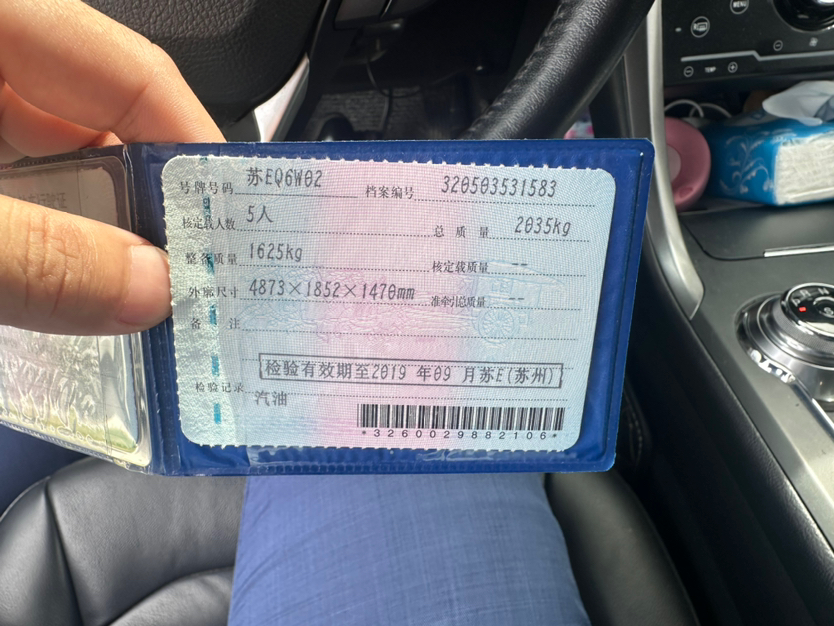 号牌号码 苏EQ6W02 档案编号 320503531583
核定载人数 5人 总质量 2035kg
整备质量 1625kg 核定载质量 --
外廓尺寸 4873×1852×1470mm 准牵引总质量 --
备注
检验记录 检验有效期至2019年09月苏E(苏州)
汽油
*3260029882106*
MENU
TEMP